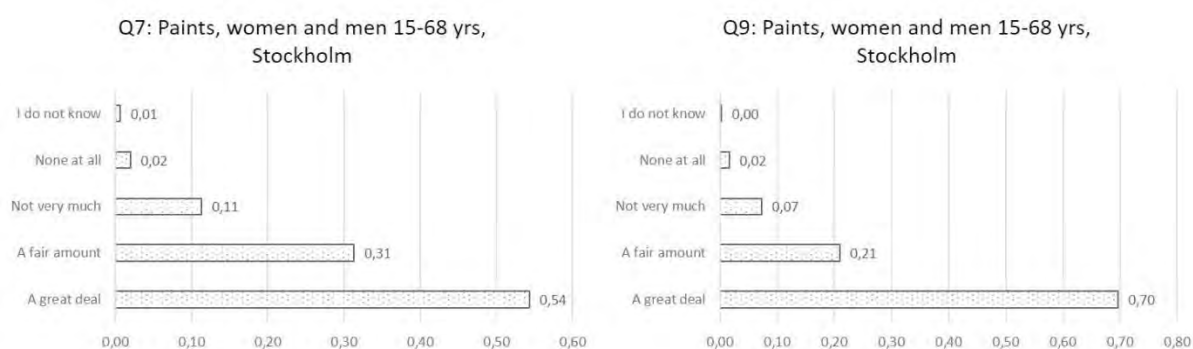 Q7: Paints, women and men 15-68 yrs,
Stockholm
I do not know
0,01
None at all
0,02
Not very much
0,11
A fair amount
0,31
A great deal
0,54
0,00 0,10 0,20 0,30 0,40 0,50 0,60
Q9: Paints, women and men 15-68 yrs,
Stockholm
I do not know
0,00
None at all
0,02
Not very much
0,07
A fair amount
0,21
A great deal
0,70
0,00 0,10 0,20 0,30 0,40 0,50 0,60 0,70 0,80